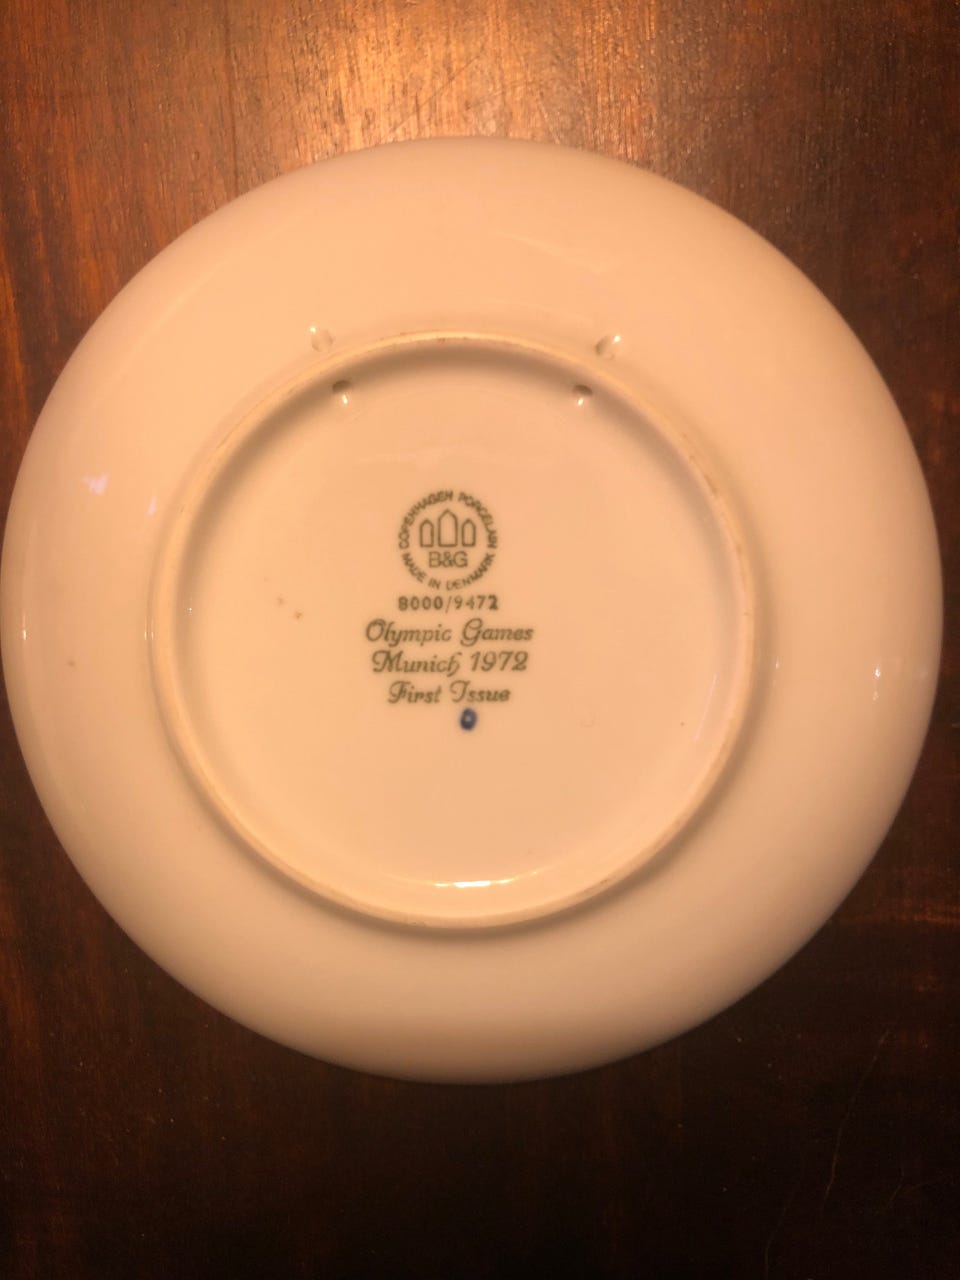 COPENHAGEN PORCELAIN
B&G
MADE IN DENMARK
8000/9472
Olympic Games
Munich 1972
First Issue